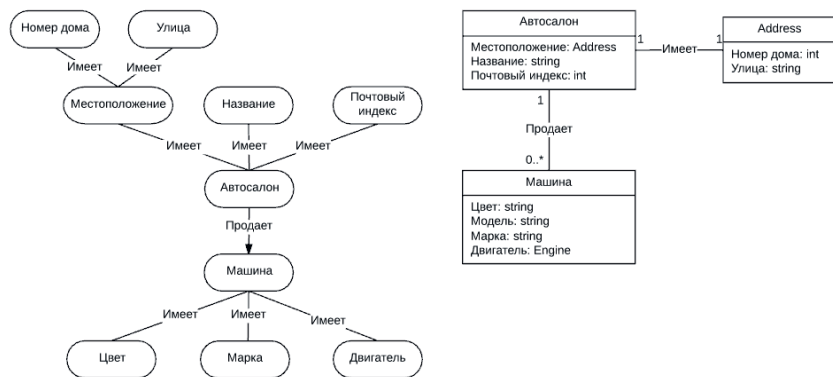 Номер дома
Улица
Имеет
Имеет
Местоположение
Название
Почтовый
индекс
Имеет
Имеет
Имеет
Автосалон
Продает
Машина
Имеет
Имеет
Имеет
Цвет
Марка
Двигатель
Автосалон
Местоположение: Address
Название: string
Почтовый индекс: int
1
Имеет
1
Address
Номер дома: int
Улица: string
1
Продает
0..*
Машина
Цвет: string
Модель: string
Марка: string
Двигатель: Engine